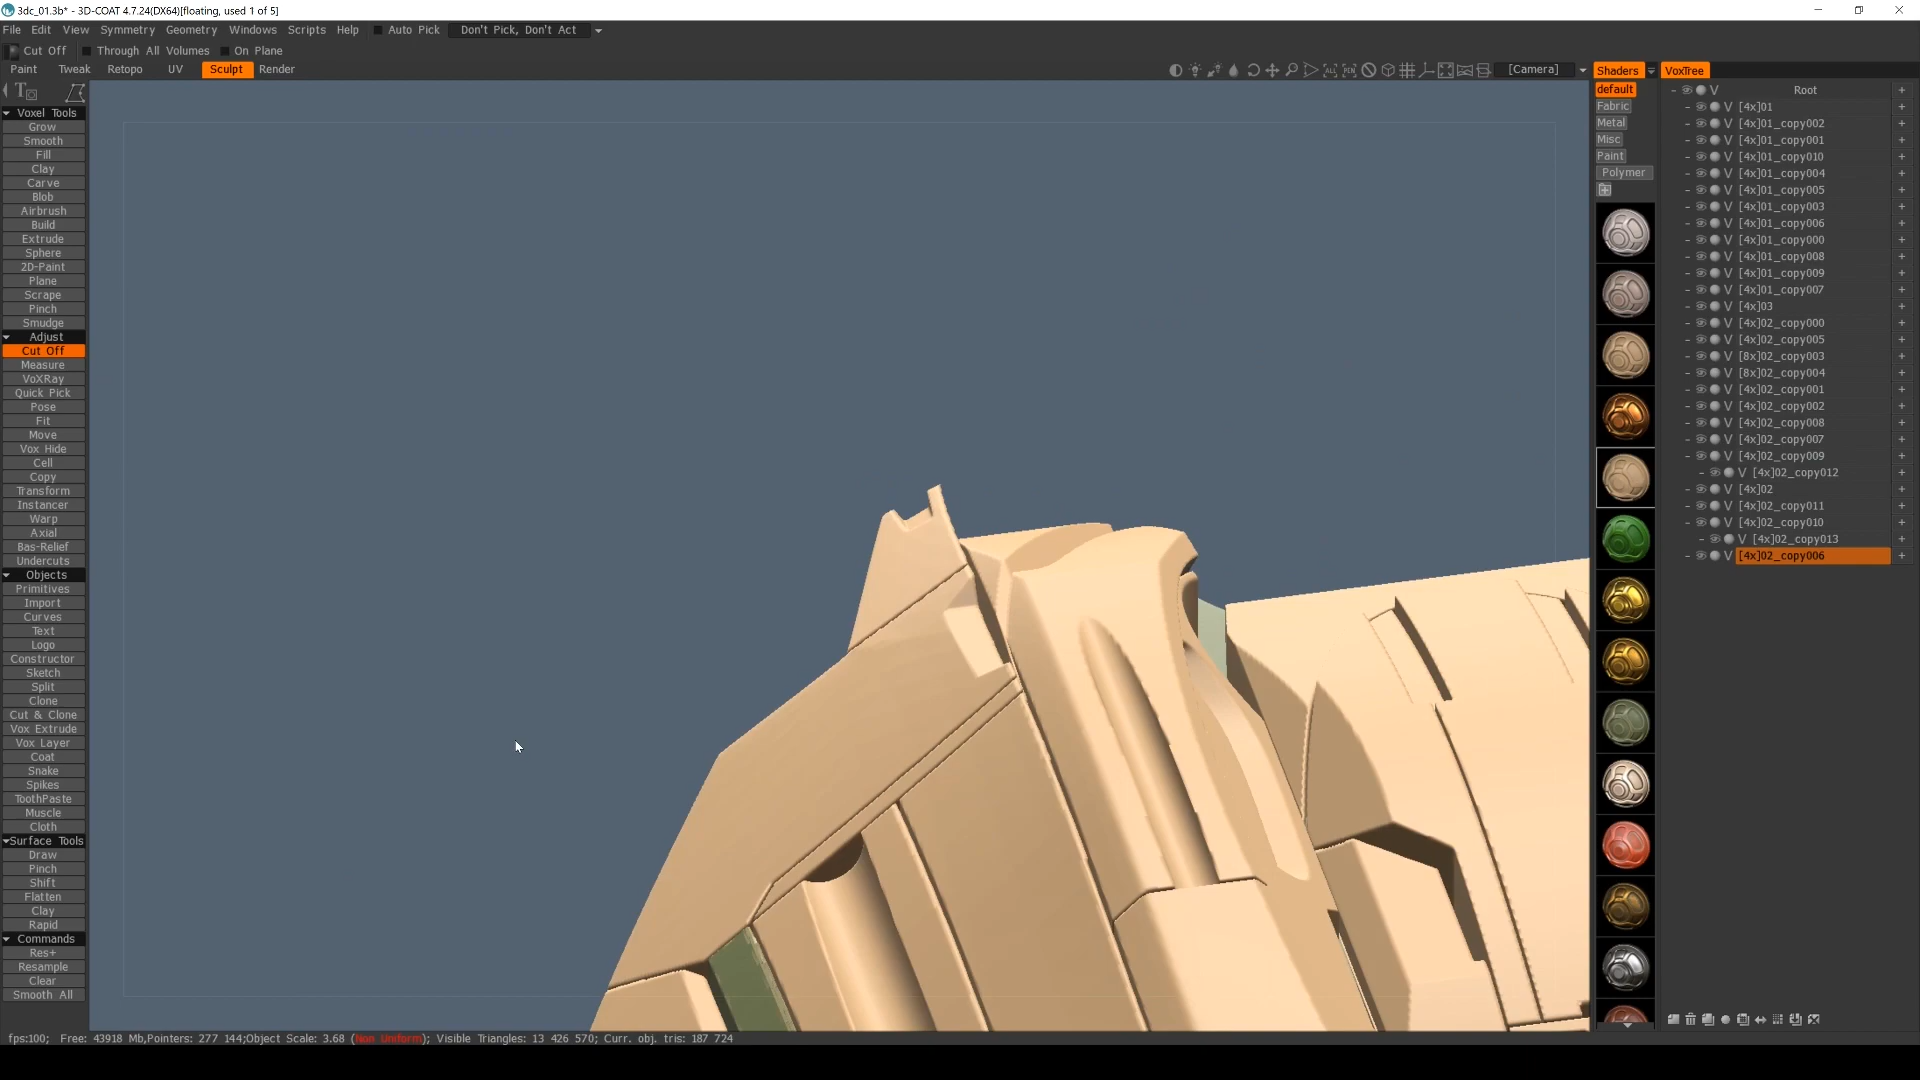 3dc_01.3b* - 3D-COAT 4.7.24(DX64)[floating, used 1 of 5]
File Edit View Symmetry Geometry Windows Scripts Help Auto Pick Don't Pick, Don't Act
Cut Off Through All Volumes On Plane
Paint Tweak Retopo UV Sculpt Render [Camera] Shaders VoxTree
Voxel Tools
Grow
Smooth
Fill
Clay
Carve
Blob
Airbrush
Build
Extrude
Sphere
2D-Paint
Plane
Scrape
Pinch
Smudge
Adjust
Cut Off
Measure
VoXRay
Quick Pick
Pose
Fit
Move
Vox Hide
Cell
Copy
Transform
Instancer
Warp
Axial
Bas-Relief
Undercuts
Objects
Primitives
Import
Curves
Text
Logo
Constructor
Sketch
Split
Clone
Cut & Clone
Vox Extrude
Vox Layer
Coat
Snake
Spikes
ToothPaste
Muscle
Cloth
Surface Tools
Draw
Pinch
Shift
Flatten
Clay
Rapid
Commands
Res+
Resample
Clear
Smooth All
default
Fabric
Metal
Misc
Paint
Polymer
V Root +
V [4x]01 +
V [4x]01_copy002 +
V [4x]01_copy001 +
V [4x]01_copy010 +
V [4x]01_copy004 +
V [4x]01_copy005 +
V [4x]01_copy003 +
V [4x]01_copy006 +
V [4x]01_copy000 +
V [4x]01_copy008 +
V [4x]01_copy009 +
V [4x]01_copy007 +
V [4x]03 +
V [4x]02_copy000 +
V [4x]02_copy005 +
V [8x]02_copy003 +
V [8x]02_copy004 +
V [4x]02_copy001 +
V [4x]02_copy002 +
V [4x]02_copy008 +
V [4x]02_copy007 +
V [4x]02_copy009 +
V [4x]02_copy012 +
V [4x]02 +
V [4x]02_copy011 +
V [4x]02_copy010 +
V [4x]02_copy013 +
V [4x]02_copy006 +
fps:100; Free: 43918 Mb,Pointers: 277 144;Object Scale: 3.68 (Non Uniform); Visible Triangles: 13 426 570; Curr. obj. tris: 187 724